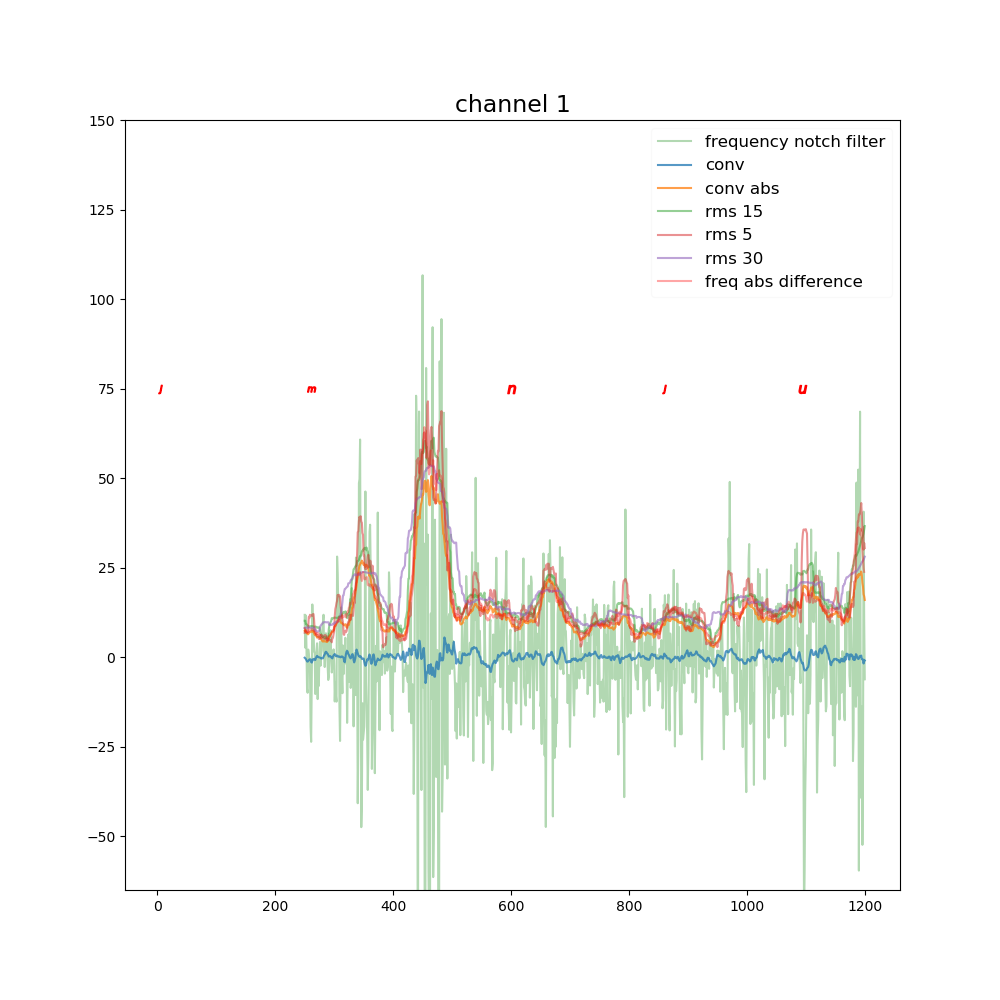 channel 1
150
frequency notch filter
conv
125
conv abs
rms 15
rms 5
rms 30
100
freq abs difference
75
J m n J u
50
25
0
−25
−50
0 200 400 600 800 1000 1200